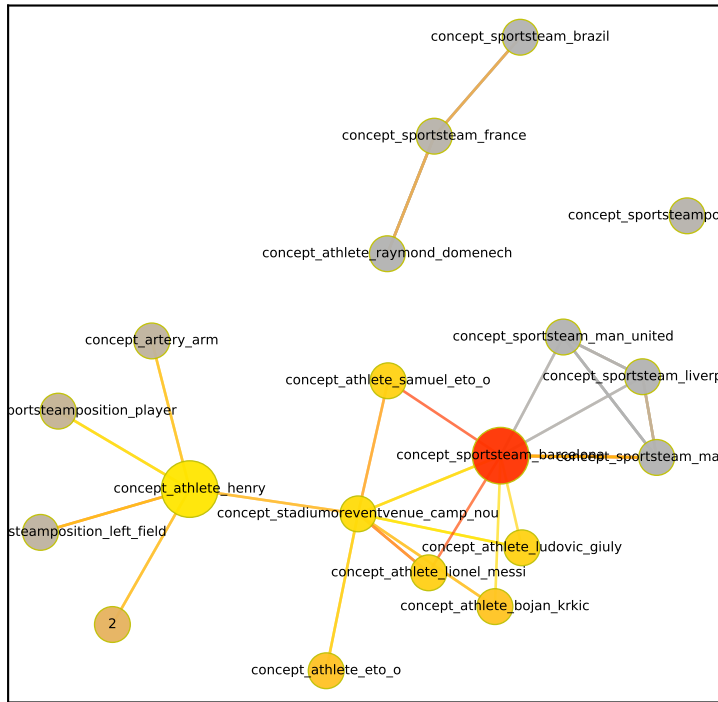 concept_sportsteam_brazil
concept_sportsteam_france
concept_sportsteampo
concept_athlete_raymond_domenech
concept_sportsteam_man_united
concept_artery_arm
concept_sportsteam_liverp
concept_athlete_samuel_eto_o
portsteamposition_player
concept_sportsteam_barcelona
concept_sportsteam_ma
concept_athlete_henry
concept_stadiumoreventvenue_camp_nou
steamposition_left_field
concept_athlete_ludovic_giuly
concept_athlete_lionel_messi
concept_athlete_bojan_krkic
2
concept_athlete_eto_o